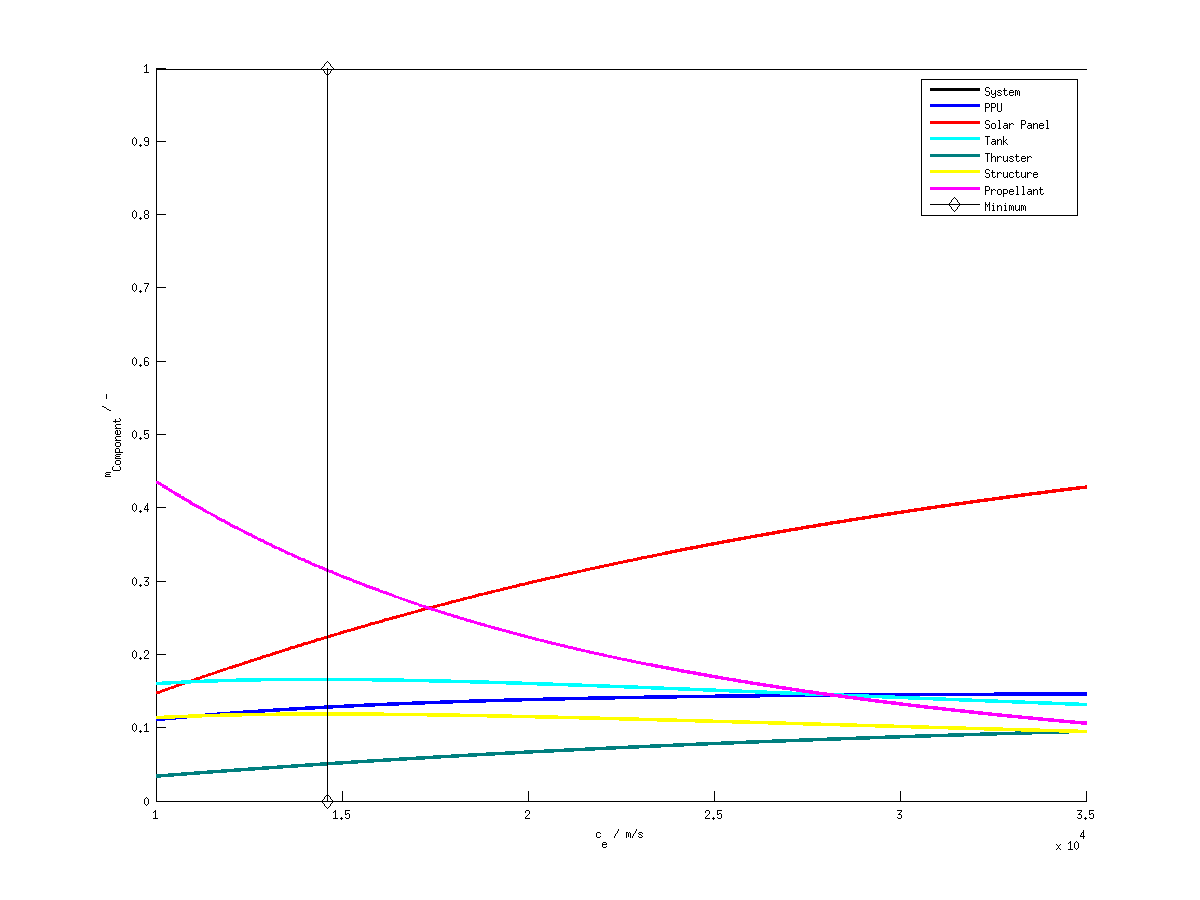 1
0.9
0.8
0.7
0.6
0.5
0.4
0.3
0.2
0.1
0
m_Component / -
System
PPU
Solar Panel
Tank
Thruster
Structure
Propellant
Minimum
1 1.5 2 2.5 3 3.5
c_e / m/s
x 10^4